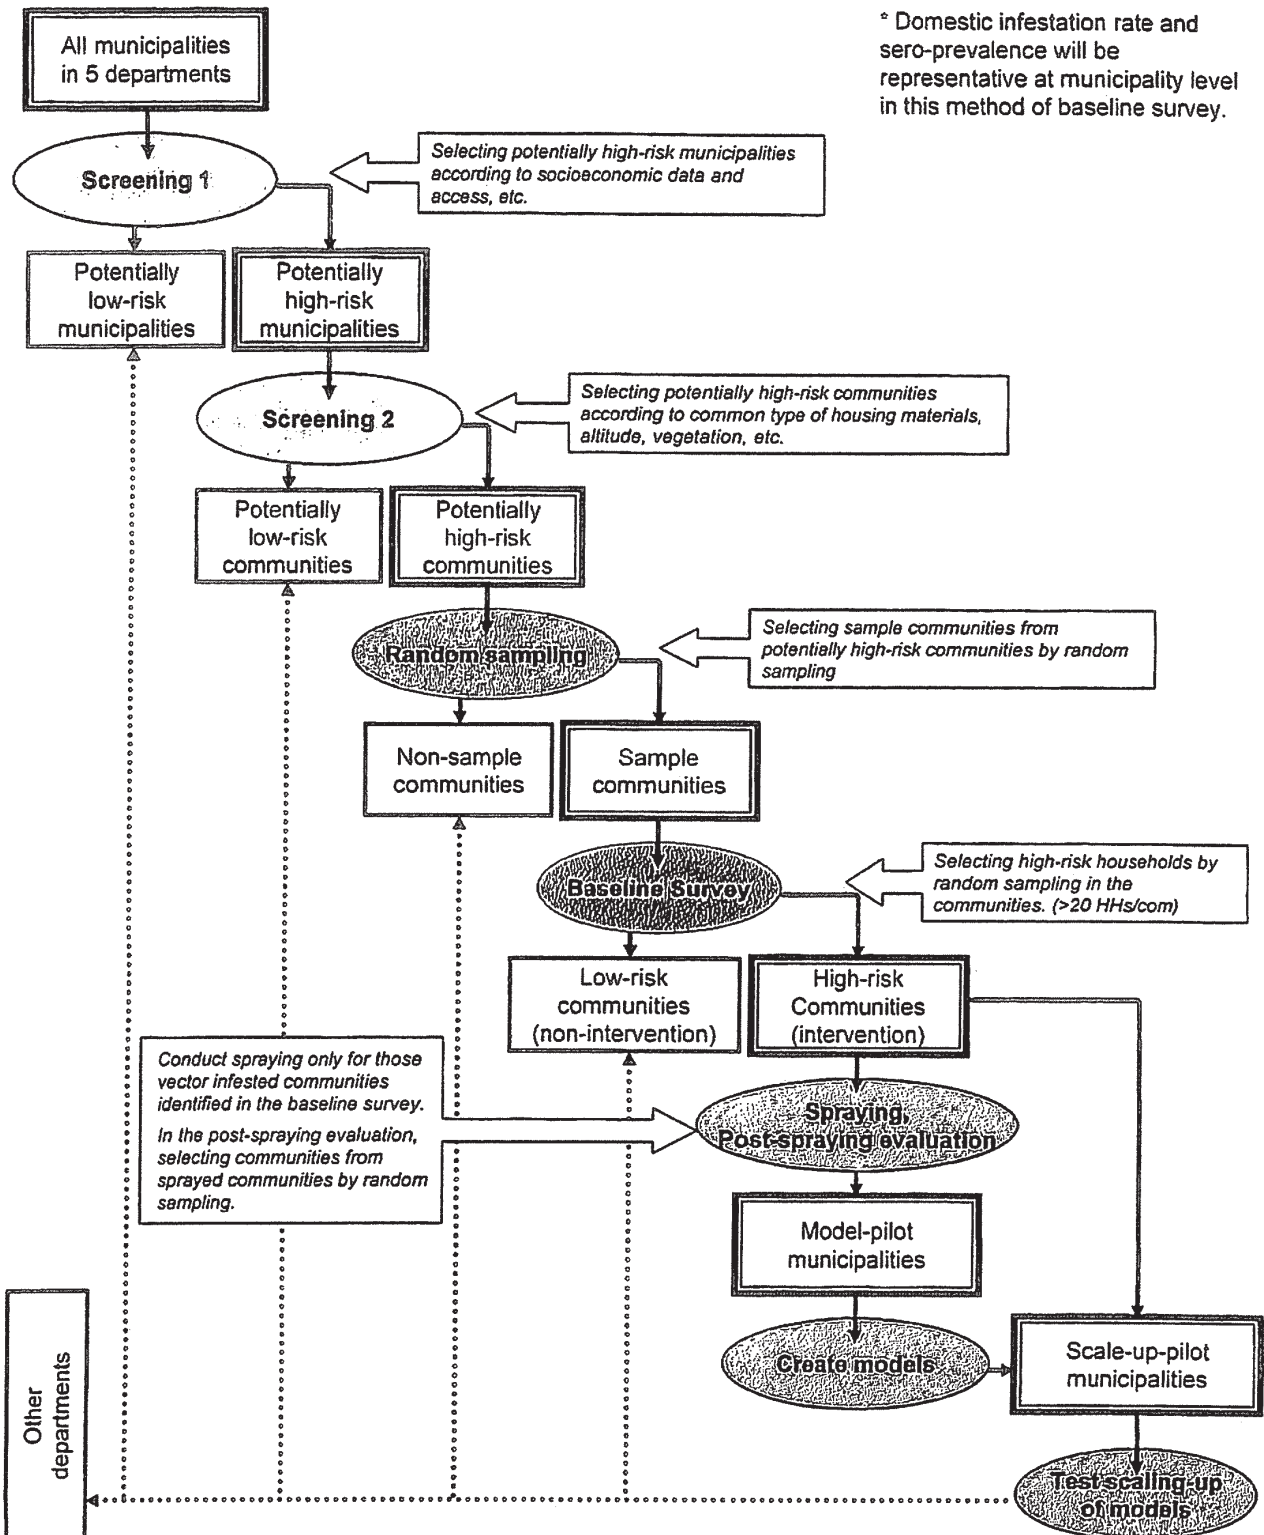 * Domestic infestation rate and
sero-prevalence will be
representative at municipality level
in this method of baseline survey.
All municipalities
in 5 departments
Screening 1
Selecting potentially high-risk municipalities
according to socioeconomic data and
access, etc.
Potentially
low-risk
municipalities
Potentially
high-risk
municipalities
Screening 2
Selecting potentially high-risk communities
according to common type of housing materials,
altitude, vegetation, etc.
Potentially
low-risk
communities
Potentially
high-risk
communities
Random sampling
Selecting sample communities from
potentially high-risk communities by random
sampling
Non-sample
communities
Sample
communities
Baseline Survey
Selecting high-risk households by
random sampling in the
communities. (>20 HHs/com)
Low-risk
communities
(non-intervention)
High-risk
Communities
(intervention)
Conduct spraying only for those
vector infested communities
identified in the baseline survey.
In the post-spraying evaluation,
selecting communities from
sprayed communities by random
sampling.
Spraying,
Post-spraying evaluation
Model-pilot
municipalities
Create models
Scale-up-pilot
municipalities
Other
departments
Test scaling-up
of models